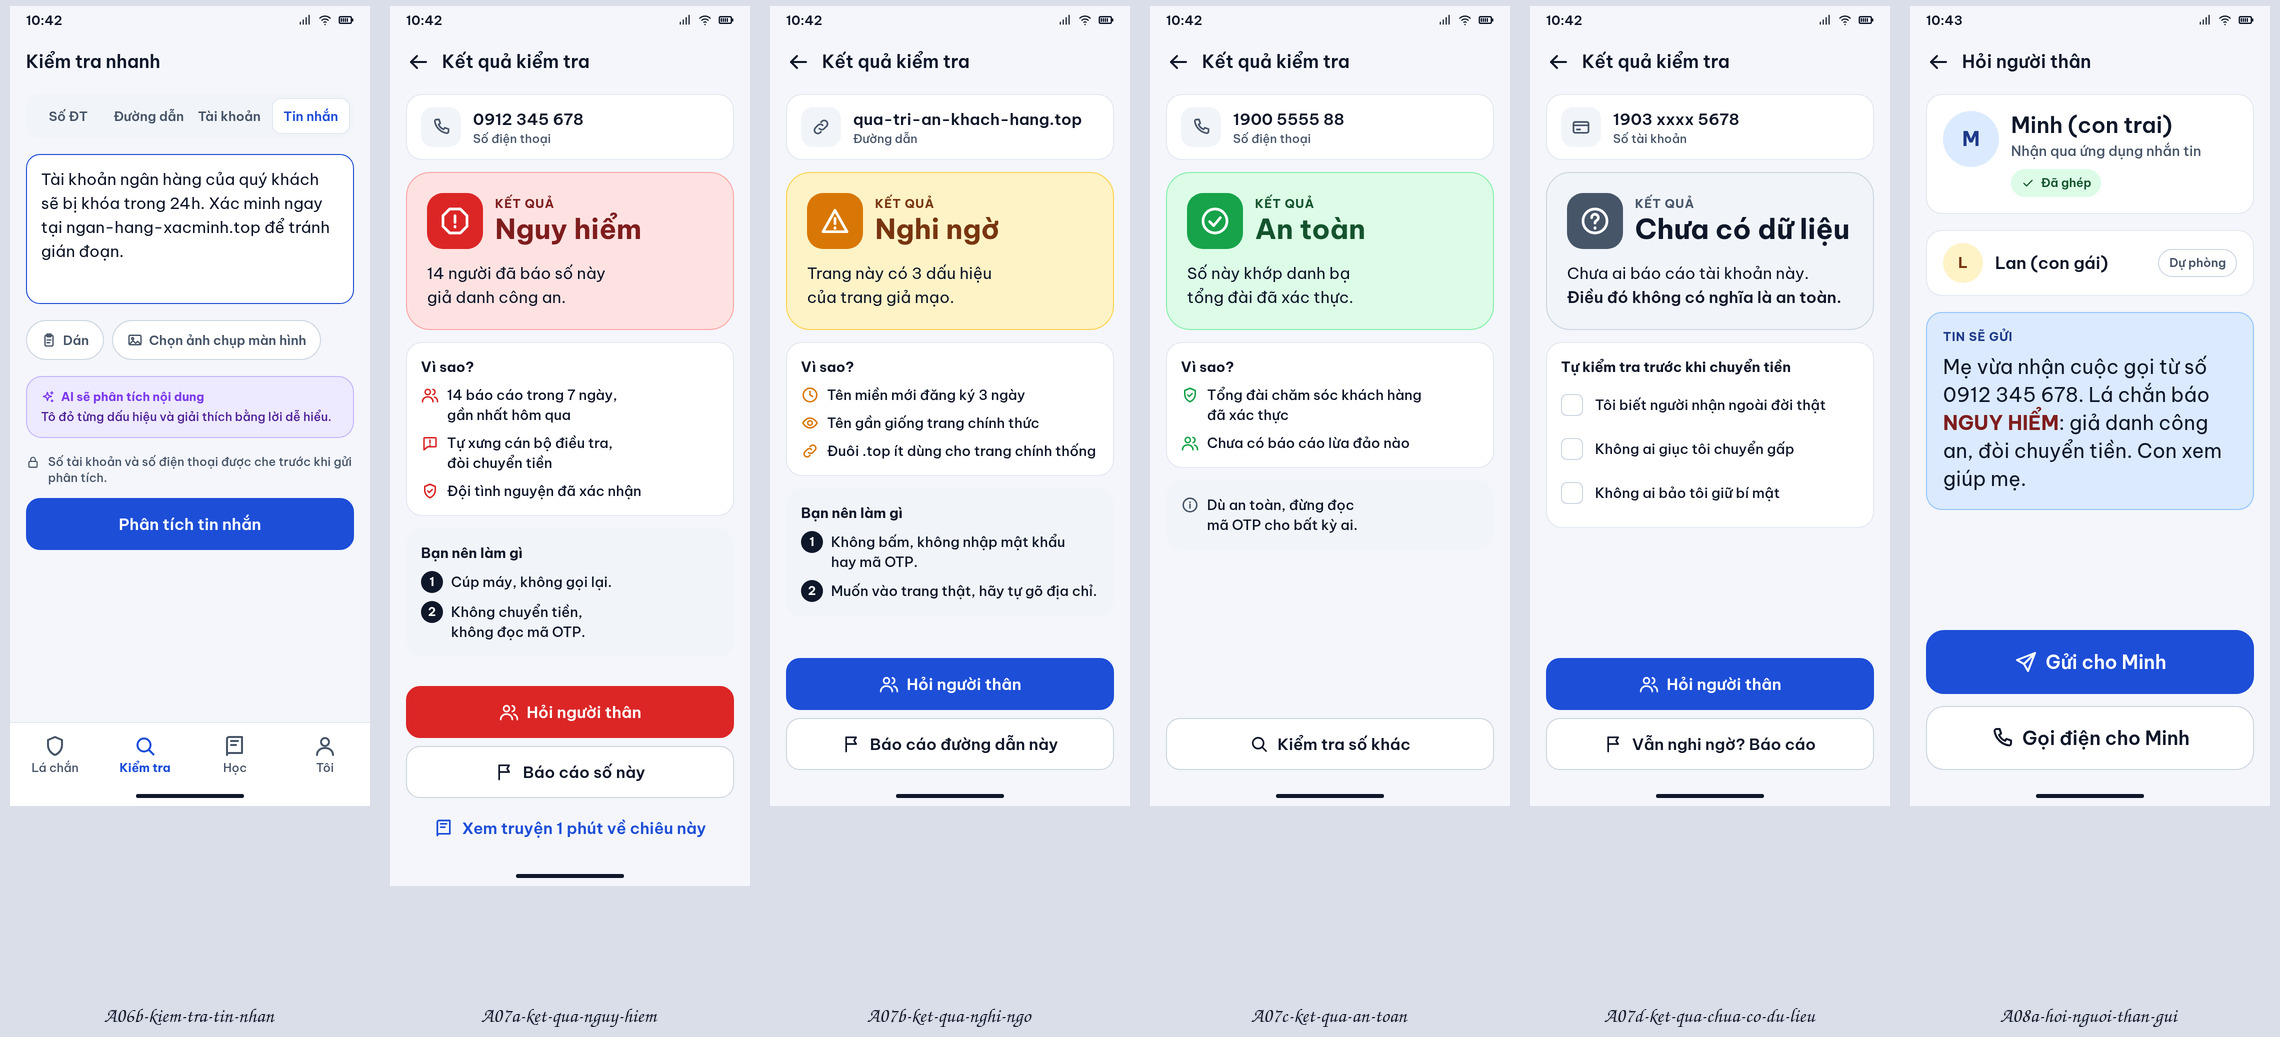 10:42
Kiểm tra nhanh
Số ĐT
Đường dẫn
Tài khoản
Tin nhắn
Tài khoản ngân hàng của quý khách
sẽ bị khóa trong 24h. Xác minh ngay
tại ngan-hang-xacminh.top để tránh
gián đoạn.
Dán
Chọn ảnh chụp màn hình
AI sẽ phân tích nội dung
Tô đỏ từng dấu hiệu và giải thích bằng lời dễ hiểu.
Số tài khoản và số điện thoại được che trước khi gửi
phân tích.
Phân tích tin nhắn
Lá chắn
Kiểm tra
Học
Tôi
A06b-kiem-tra-tin-nhan
10:42
Kết quả kiểm tra
0912 345 678
Số điện thoại
KẾT QUẢ
Nguy hiểm
14 người đã báo số này
giả danh công an.
Vì sao?
14 báo cáo trong 7 ngày,
gần nhất hôm qua
Tự xưng cán bộ điều tra,
đòi chuyển tiền
Đội tình nguyện đã xác nhận
Bạn nên làm gì
1 Cúp máy, không gọi lại.
2 Không chuyển tiền,
không đọc mã OTP.
Hỏi người thân
Báo cáo số này
Xem truyện 1 phút về chiêu này
A07a-ket-qua-nguy-hiem
10:42
Kết quả kiểm tra
qua-tri-an-khach-hang.top
Đường dẫn
KẾT QUẢ
Nghi ngờ
Trang này có 3 dấu hiệu
của trang giả mạo.
Vì sao?
Tên miền mới đăng ký 3 ngày
Tên gần giống trang chính thức
Đuôi .top ít dùng cho trang chính thống
Bạn nên làm gì
1 Không bấm, không nhập mật khẩu
hay mã OTP.
2 Muốn vào trang thật, hãy tự gõ địa chỉ.
Hỏi người thân
Báo cáo đường dẫn này
A07b-ket-qua-nghi-ngo
10:42
Kết quả kiểm tra
1900 5555 88
Số điện thoại
KẾT QUẢ
An toàn
Số này khớp danh bạ
tổng đài đã xác thực.
Vì sao?
Tổng đài chăm sóc khách hàng
đã xác thực
Chưa có báo cáo lừa đảo nào
Dù an toàn, đừng đọc
mã OTP cho bất kỳ ai.
Kiểm tra số khác
A07c-ket-qua-an-toan
10:42
Kết quả kiểm tra
1903 xxxx 5678
Số tài khoản
KẾT QUẢ
Chưa có dữ liệu
Chưa ai báo cáo tài khoản này.
Điều đó không có nghĩa là an toàn.
Tự kiểm tra trước khi chuyển tiền
Tôi biết người nhận ngoài đời thật
Không ai giục tôi chuyển gấp
Không ai bảo tôi giữ bí mật
Hỏi người thân
Vẫn nghi ngờ? Báo cáo
A07d-ket-qua-chua-co-du-lieu
10:43
Hỏi người thân
M
Minh (con trai)
Nhận qua ứng dụng nhắn tin
Đã ghép
L
Lan (con gái)
Dự phòng
TIN SẼ GỬI
Mẹ vừa nhận cuộc gọi từ số
0912 345 678. Lá chắn báo
NGUY HIỂM: giả danh công
an, đòi chuyển tiền. Con xem
giúp mẹ.
Gửi cho Minh
Gọi điện cho Minh
A08a-hoi-nguoi-than-gui